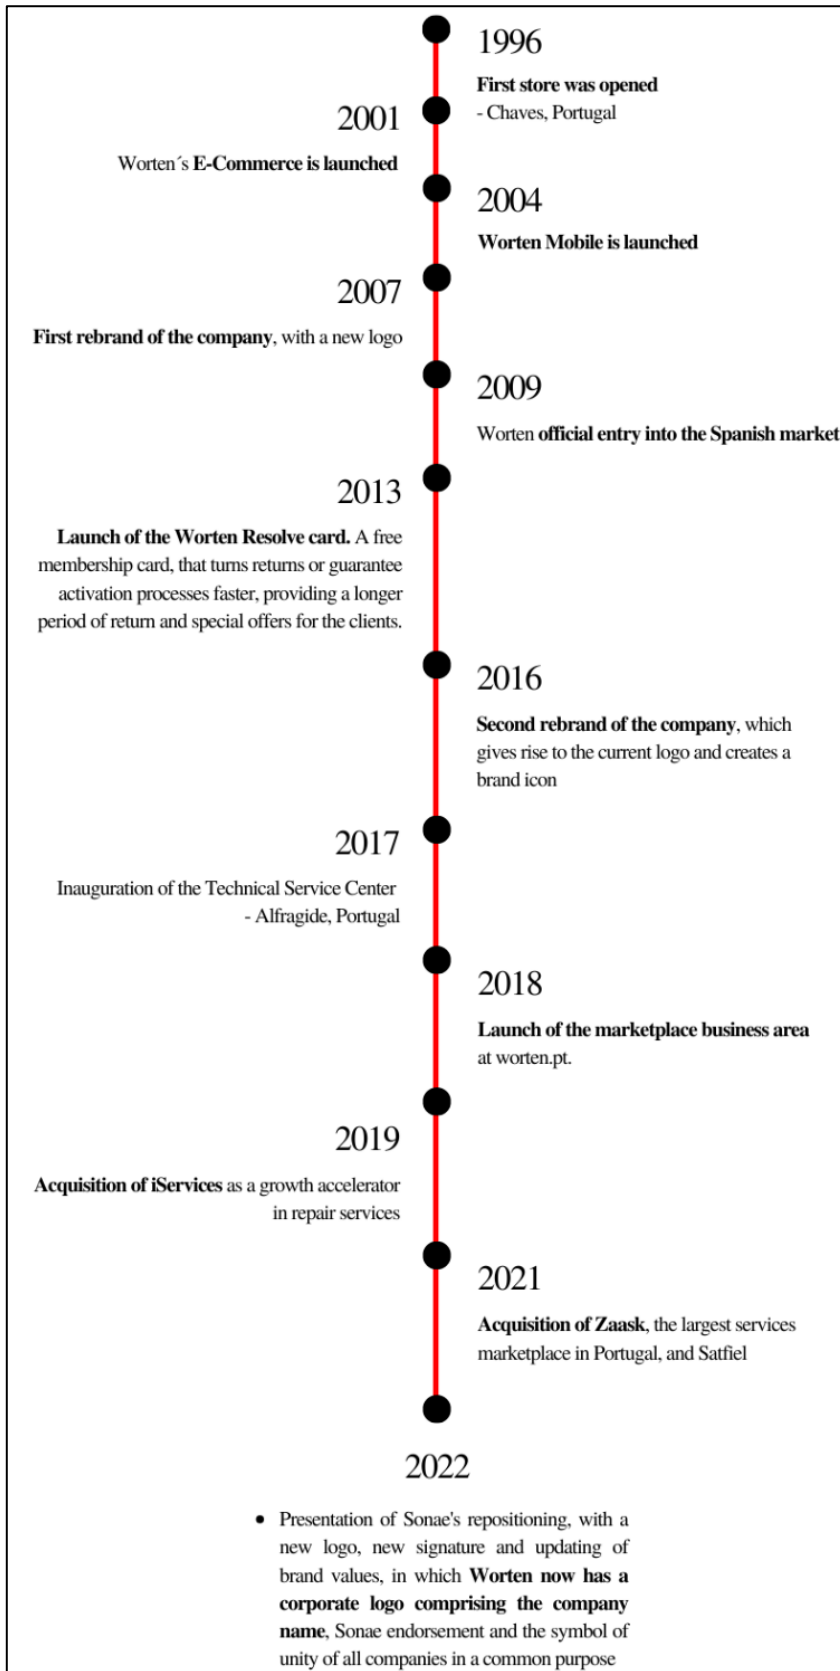 1996
First store was opened
- Chaves, Portugal
2001
Worten´s E-Commerce is launched
2004
Worten Mobile is launched
2007
First rebrand of the company, with a new logo
2009
Worten official entry into the Spanish market
2013
Launch of the Worten Resolve card. A free
membership card, that turns returns or guarantee
activation processes faster, providing a longer
period of return and special offers for the clients.
2016
Second rebrand of the company, which
gives rise to the current logo and creates a
brand icon
2017
Inauguration of the Technical Service Center
- Alfragide, Portugal
2018
Launch of the marketplace business area
at worten.pt.
2019
Acquisition of iServices as a growth accelerator
in repair services
2021
Acquisition of Zaask, the largest services
marketplace in Portugal, and Satfiel
2022
• Presentation of Sonae's repositioning, with a
new logo, new signature and updating of
brand values, in which Worten now has a
corporate logo comprising the company
name, Sonae endorsement and the symbol of
unity of all companies in a common purpose